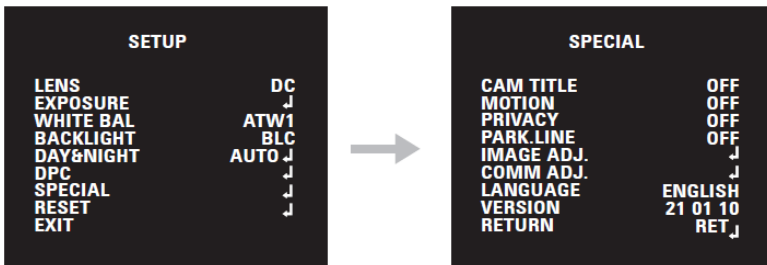 SETUP
LENS DC
EXPOSURE ↲
WHITE BAL ATW1
BACKLIGHT BLC
DAY&NIGHT AUTO ↲
DPC ↲
SPECIAL ↲
RESET ↲
EXIT
SPECIAL
CAM TITLE OFF
MOTION OFF
PRIVACY OFF
PARK.LINE OFF
IMAGE ADJ. ↲
COMM ADJ. ↲
LANGUAGE ENGLISH
VERSION 21 01 10
RETURN RET ↲